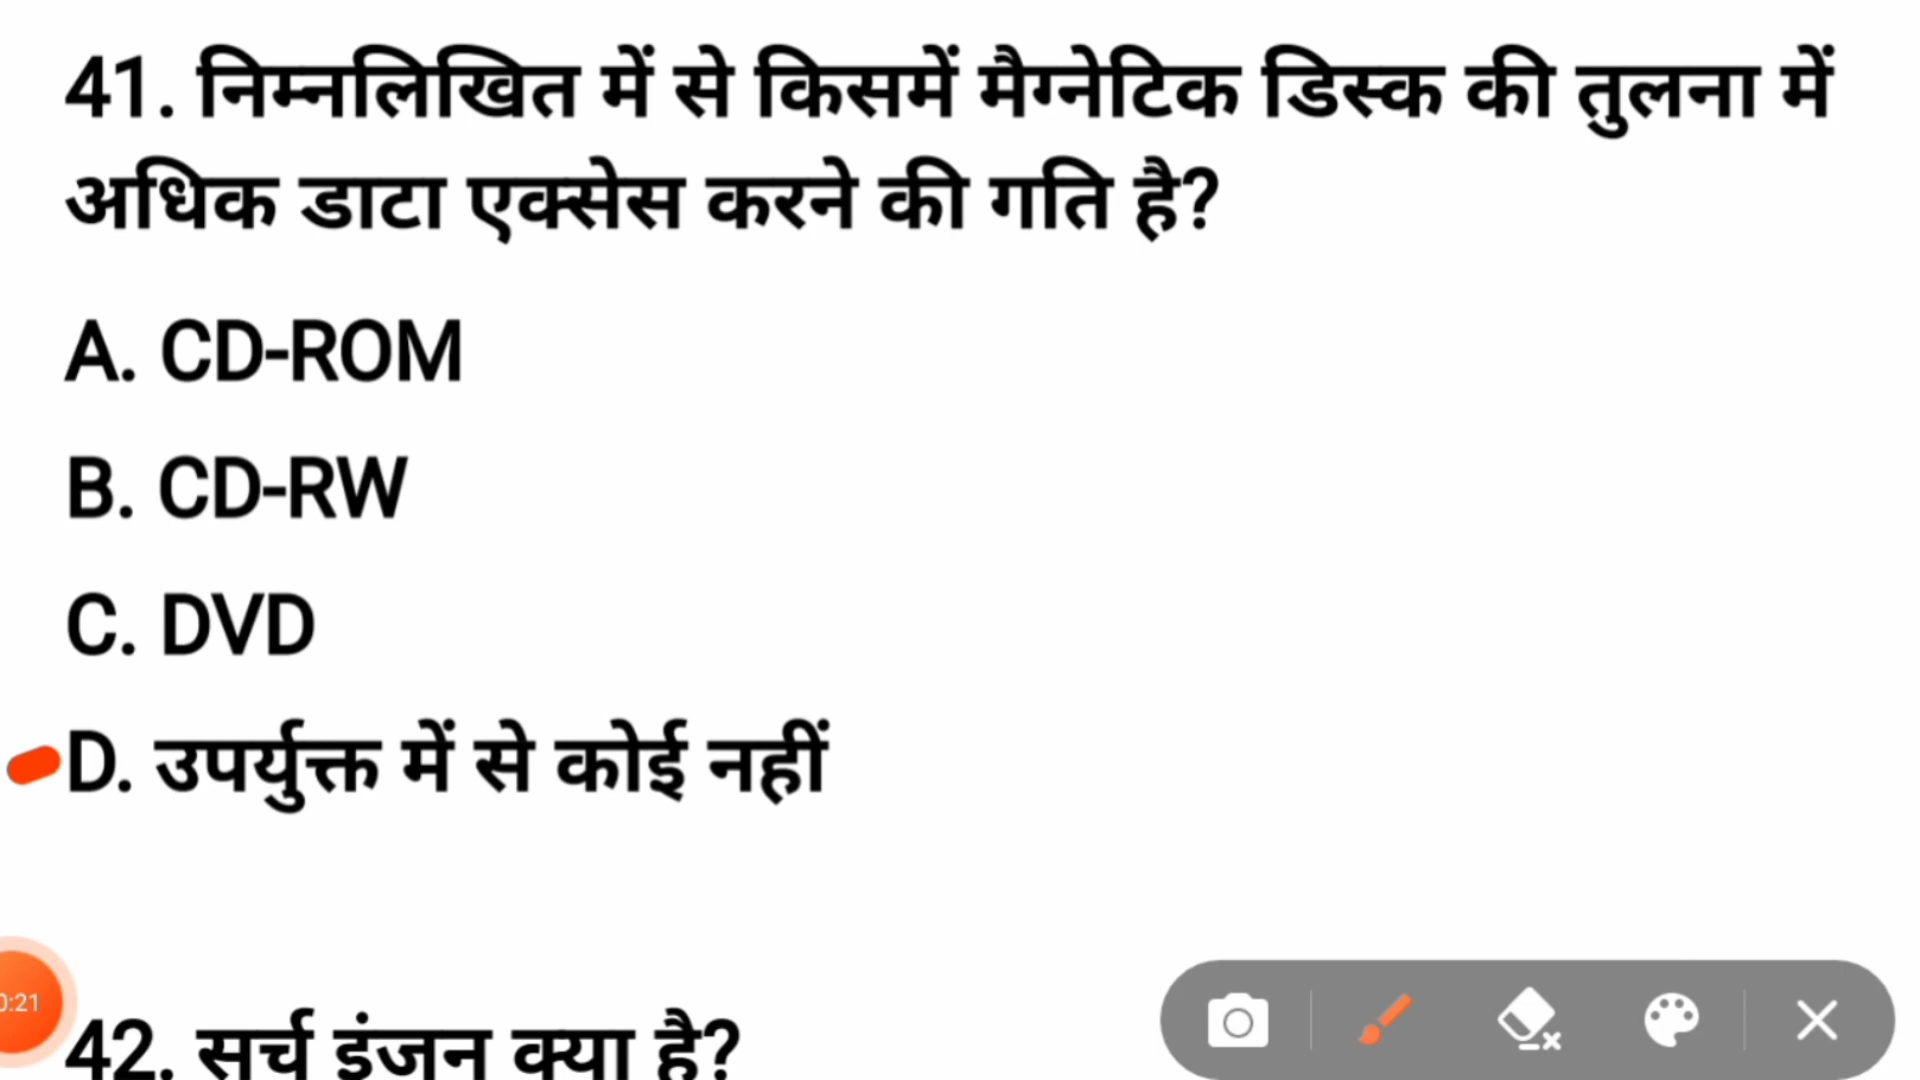 41. निम्नलिखित में से किसमें मैग्नेटिक डिस्क की तुलना में
अधिक डाटा एक्सेस करने की गति है?
A. CD-ROM
B. CD-RW
C. DVD
D. उपर्युक्त में से कोई नहीं
0:21
42. सर्च इंजन क्या है?